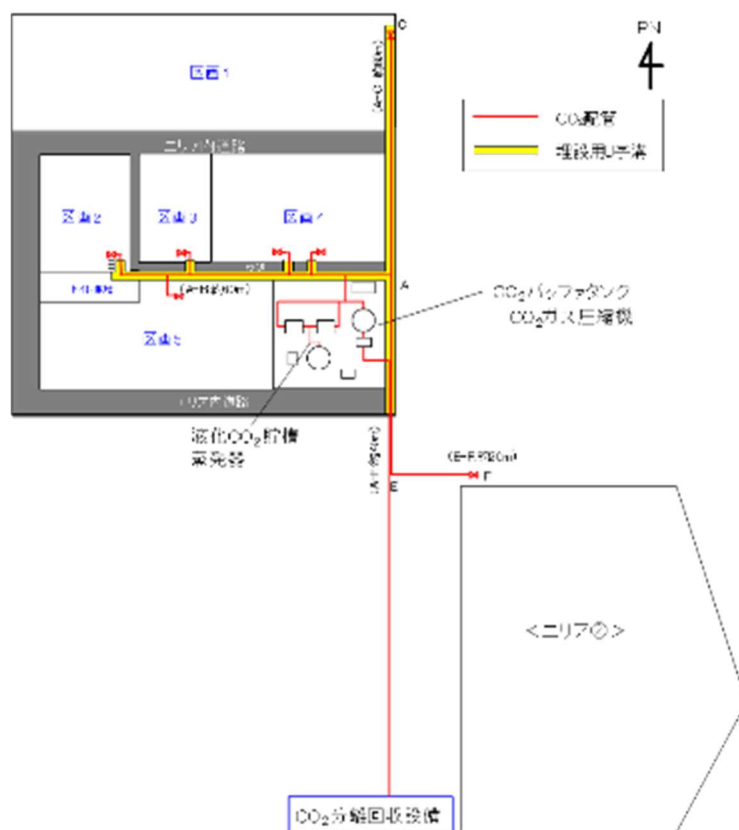 C
PN
区画1
CO₂配管
埋設用U字溝
エリア内道路
区画2
区画3
区画4
A
CO₂バッファタンク
CO₂ガス圧縮機
区画5
エリア内道路
液化CO₂貯槽
蒸発器
E
F
<エリア②>
CO₂分離回収設備